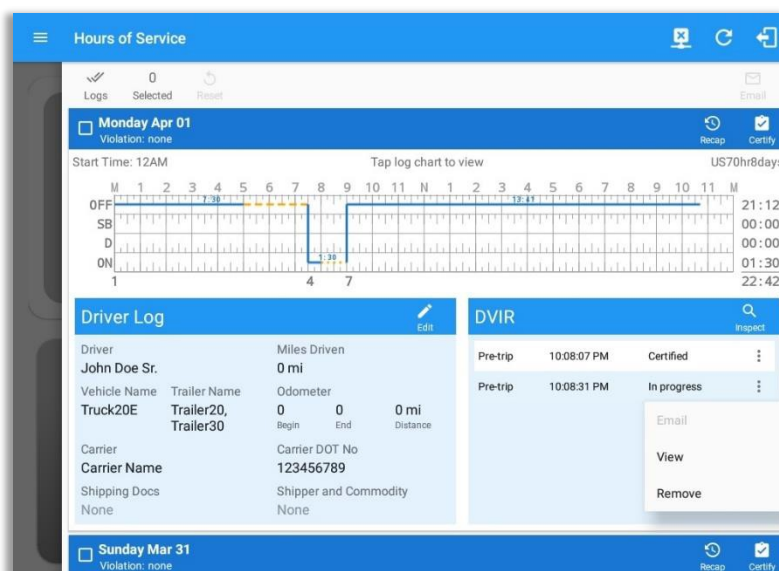 Hours of Service
Logs
0
Selected
Reset
Email
Monday Apr 01
Violation: none
Recap
Certify
Start Time: 12AM
Tap log chart to view
US70hr8days
M 1 2 3 4 5 6 7 8 9 10 11 N 1 2 3 4 5 6 7 8 9 10 11 M
OFF 7:30 13:41 21:12
SB 00:00
D 00:00
ON 1:30 01:30
1 4 7 22:42
Driver Log
Edit
Driver
John Doe Sr.
Miles Driven
0 mi
Vehicle Name
Truck20E
Trailer Name
Trailer20,
Trailer30
Odometer
0 0 0 mi
Begin End Distance
Carrier
Carrier Name
Carrier DOT No
123456789
Shipping Docs
None
Shipper and Commodity
None
DVIR
Inspect
Pre-trip 10:08:07 PM Certified
Pre-trip 10:08:31 PM In progress
Email
View
Remove
Sunday Mar 31
Violation: none
Recap
Certify